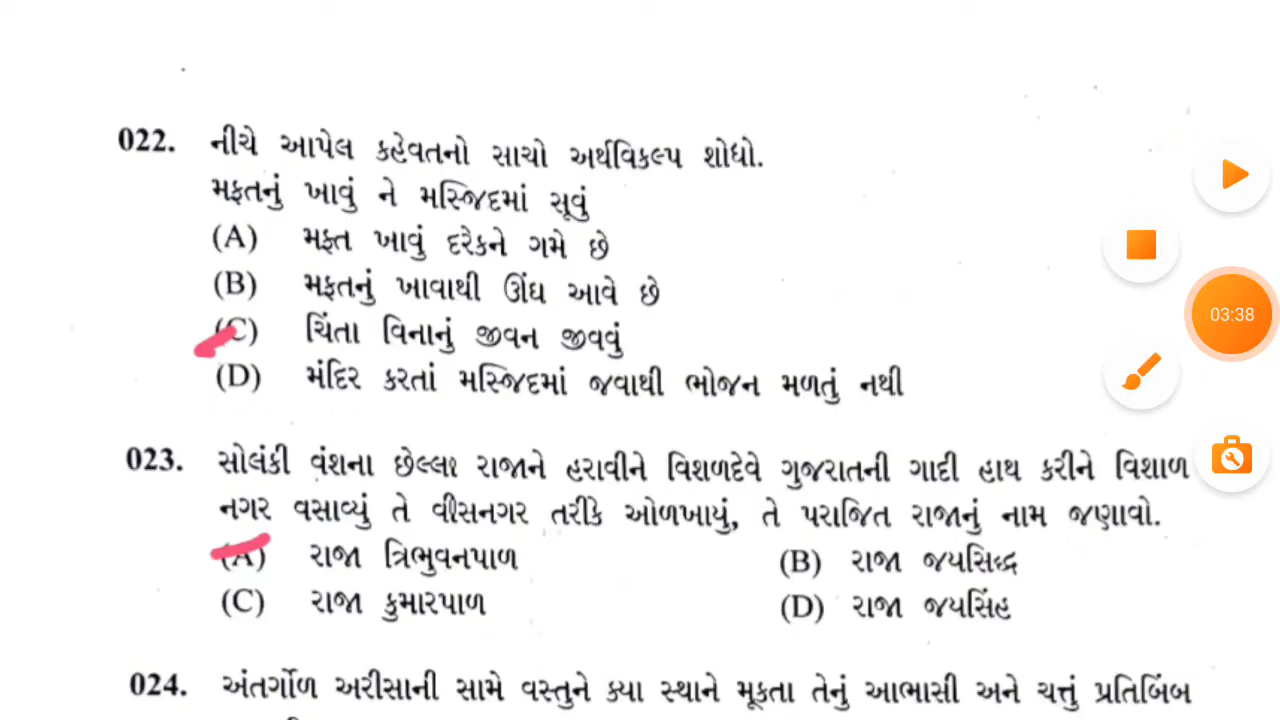 022. નીચે આપેલ કહેવતનો સાચો અર્થવિકલ્પ શોધો.
મફતનું ખાવું ને મસ્જિદમાં સૂવું
(A) મફત ખાવું દરેકને ગમે છે
(B) મફતનું ખાવાથી ઊંઘ આવે છે
(C) ચિંતા વિનાનું જીવન જીવવું
(D) મંદિર કરતાં મસ્જિદમાં જવાથી ભોજન મળતું નથી
03:38
023. સોલંકી વંશના છેલ્લા રાજાને હરાવીને વિશળદેવે ગુજરાતની ગાદી હાથ કરીને વિશાળ
નગર વસાવ્યું તે વીસનગર તરીકે ઓળખાયું, તે પરાજિત રાજાનું નામ જણાવો.
(A) રાજા ત્રિભુવનપાળ (B) રાજા જયસિદ્ધ
(C) રાજા કુમારપાળ (D) રાજા જયસિંહ
024. અંતર્ગોળ અરીસાની સામે વસ્તુને ક્યા સ્થાને મૂકતા તેનું આભાસી અને ચત્તું પ્રતિબિંબ